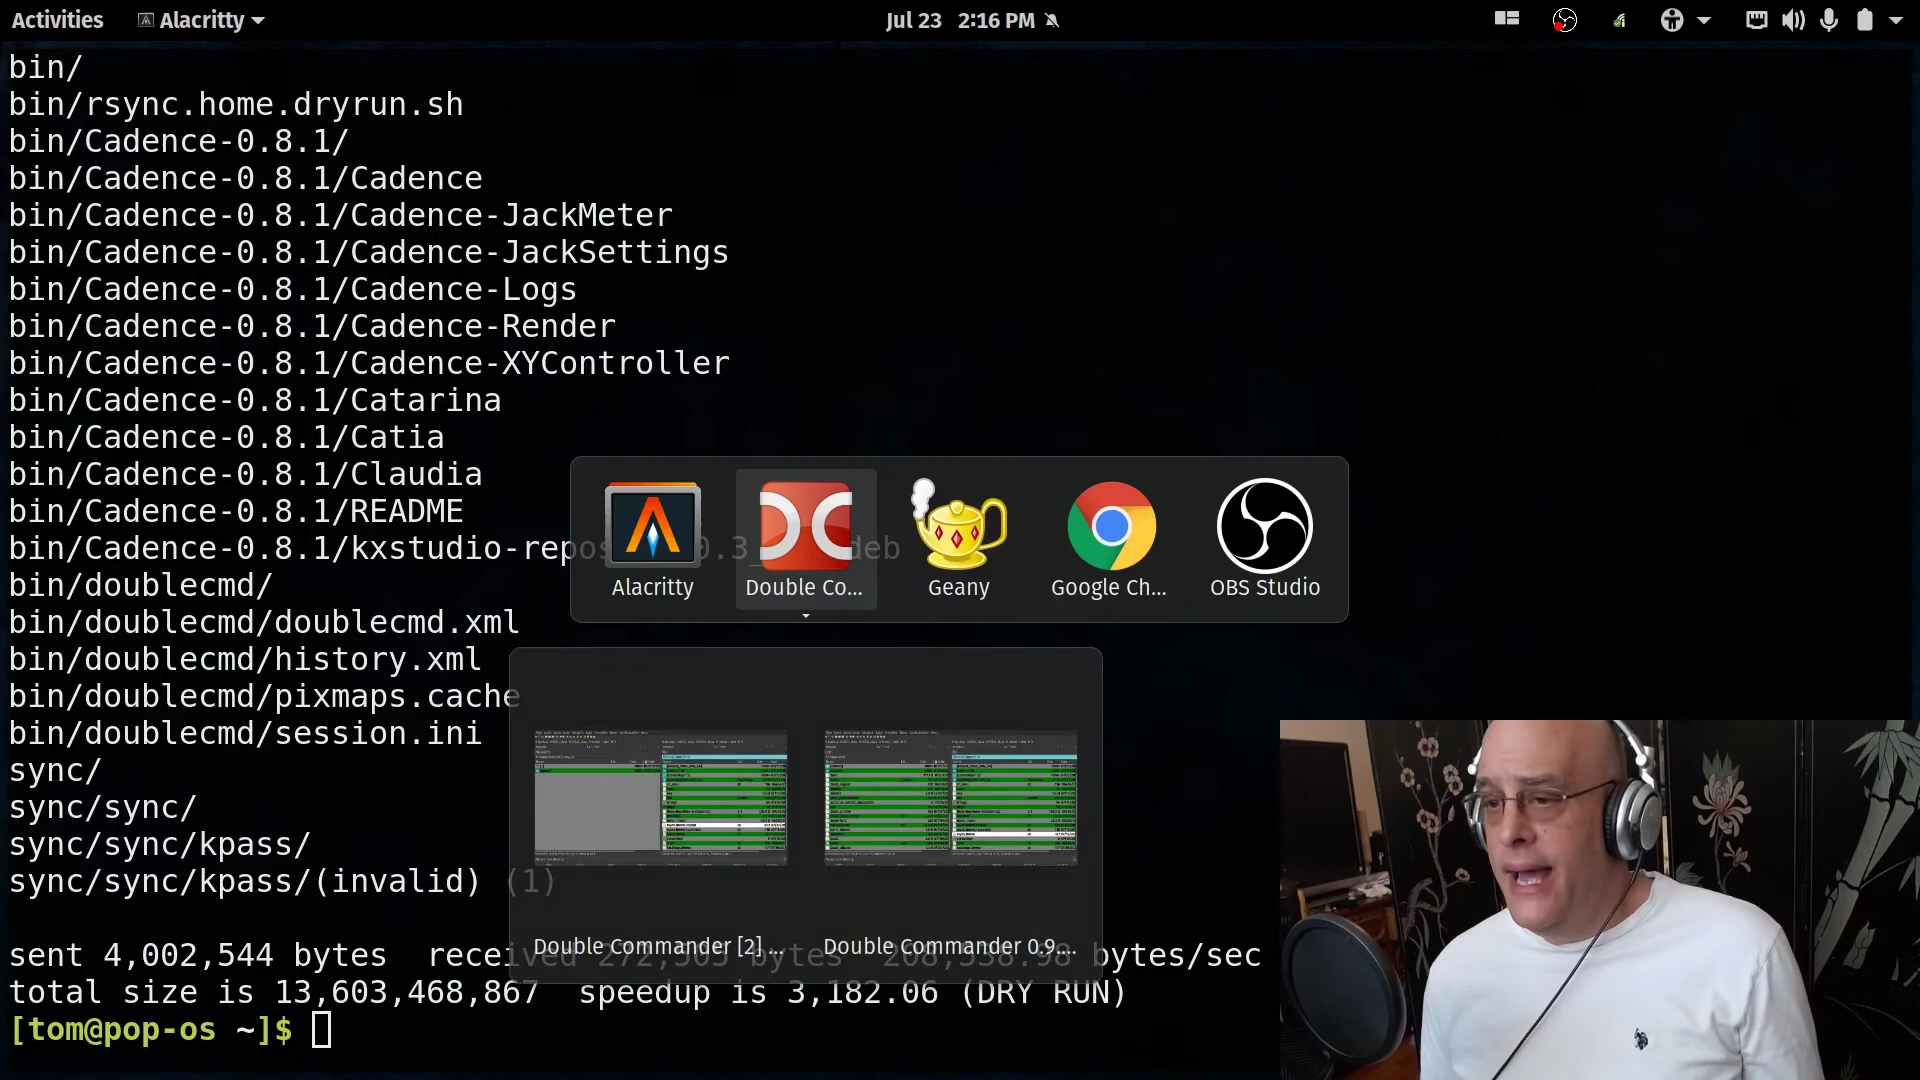 Activities Alacritty Jul 23 2:16 PM
bin/
bin/rsync.home.dryrun.sh
bin/Cadence-0.8.1/
bin/Cadence-0.8.1/Cadence
bin/Cadence-0.8.1/Cadence-JackMeter
bin/Cadence-0.8.1/Cadence-JackSettings
bin/Cadence-0.8.1/Cadence-Logs
bin/Cadence-0.8.1/Cadence-Render
bin/Cadence-0.8.1/Cadence-XYController
bin/Cadence-0.8.1/Catarina
bin/Cadence-0.8.1/Catia
bin/Cadence-0.8.1/Claudia
bin/Cadence-0.8.1/README
bin/Cadence-0.8.1/kxstudio-repos 0.3_ deb
bin/doublecmd/
bin/doublecmd/doublecmd.xml
bin/doublecmd/history.xml
bin/doublecmd/pixmaps.cache
bin/doublecmd/session.ini
sync/
sync/sync/
sync/sync/kpass/
sync/sync/kpass/(invalid) (1)
sent 4,002,544 bytes received bytes bytes/sec
total size is 13,603,468,867 speedup is 3,182.06 (DRY RUN)
[tom@pop-os ~]$
Alacritty
Double Co...
Geany
Google Ch...
OBS Studio
Double Commander [2] ...
Double Commander 0.9....